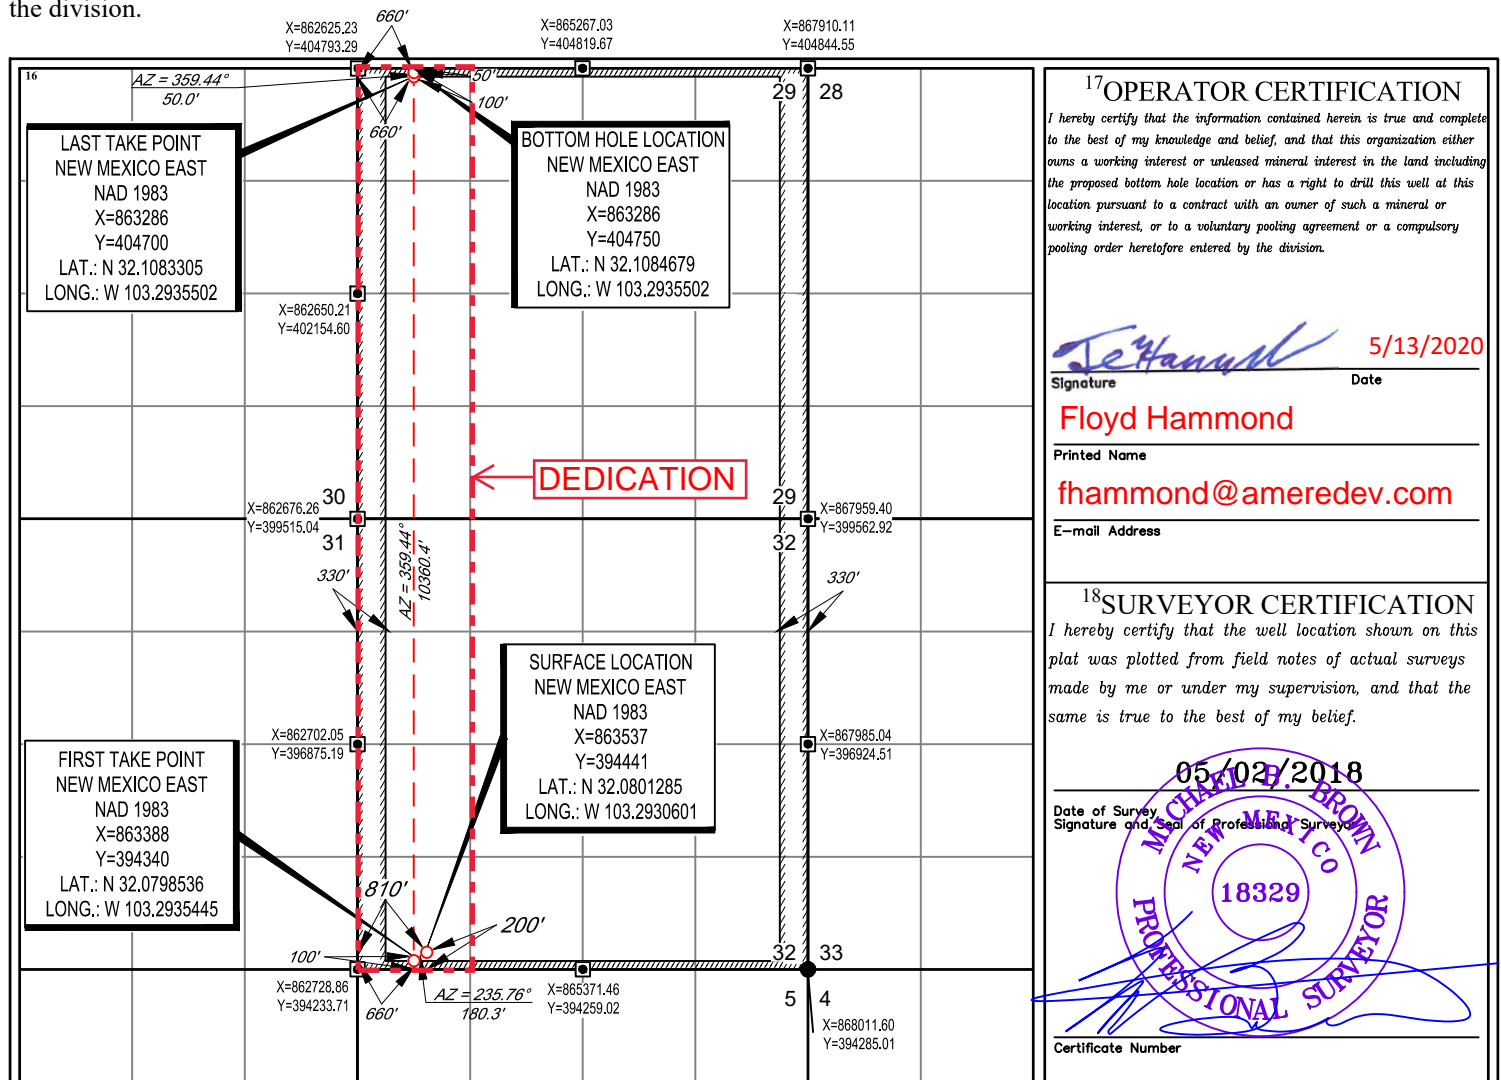 the division.
X=862625.23
Y=404793.29
660'
X=865267.03
Y=404819.67
X=867910.11
Y=404844.55
16
AZ = 359.44°
50.0'
50'
100'
660'
29
28
LAST TAKE POINT
NEW MEXICO EAST
NAD 1983
X=863286
Y=404700
LAT.: N 32.1083305
LONG.: W 103.2935502
BOTTOM HOLE LOCATION
NEW MEXICO EAST
NAD 1983
X=863286
Y=404750
LAT.: N 32.1084679
LONG.: W 103.2935502
X=862650.21
Y=402154.60
DEDICATION
X=862676.26
Y=399515.04
30
31
29
32
X=867959.40
Y=399562.92
AZ = 359.44°
10360.4'
330'
330'
SURFACE LOCATION
NEW MEXICO EAST
NAD 1983
X=863537
Y=394441
LAT.: N 32.0801285
LONG.: W 103.2930601
X=862702.05
Y=396875.19
X=867985.04
Y=396924.51
FIRST TAKE POINT
NEW MEXICO EAST
NAD 1983
X=863388
Y=394340
LAT.: N 32.0798536
LONG.: W 103.2935445
810'
200'
100'
32
33
5
4
X=862728.86
Y=394233.71
660'
AZ = 235.76°
180.3'
X=865371.46
Y=394259.02
X=868011.60
Y=394285.01
17OPERATOR CERTIFICATION
I hereby certify that the information contained herein is true and complete
to the best of my knowledge and belief, and that this organization either
owns a working interest or unleased mineral interest in the land including
the proposed bottom hole location or has a right to drill this well at this
location pursuant to a contract with an owner of such a mineral or
working interest, or to a voluntary pooling agreement or a compulsory
pooling order heretofore entered by the division.
5/13/2020
Signature
Date
Floyd Hammond
Printed Name
fhammond@ameredev.com
E-mail Address
18SURVEYOR CERTIFICATION
I hereby certify that the well location shown on this
plat was plotted from field notes of actual surveys
made by me or under my supervision, and that the
same is true to the best of my belief.
05/02/2018
Date of Survey
Signature and Seal of Professional Surveyor
MICHAEL B. BROWN
NEW MEXICO
18329
PROFESSIONAL SURVEYOR
Certificate Number